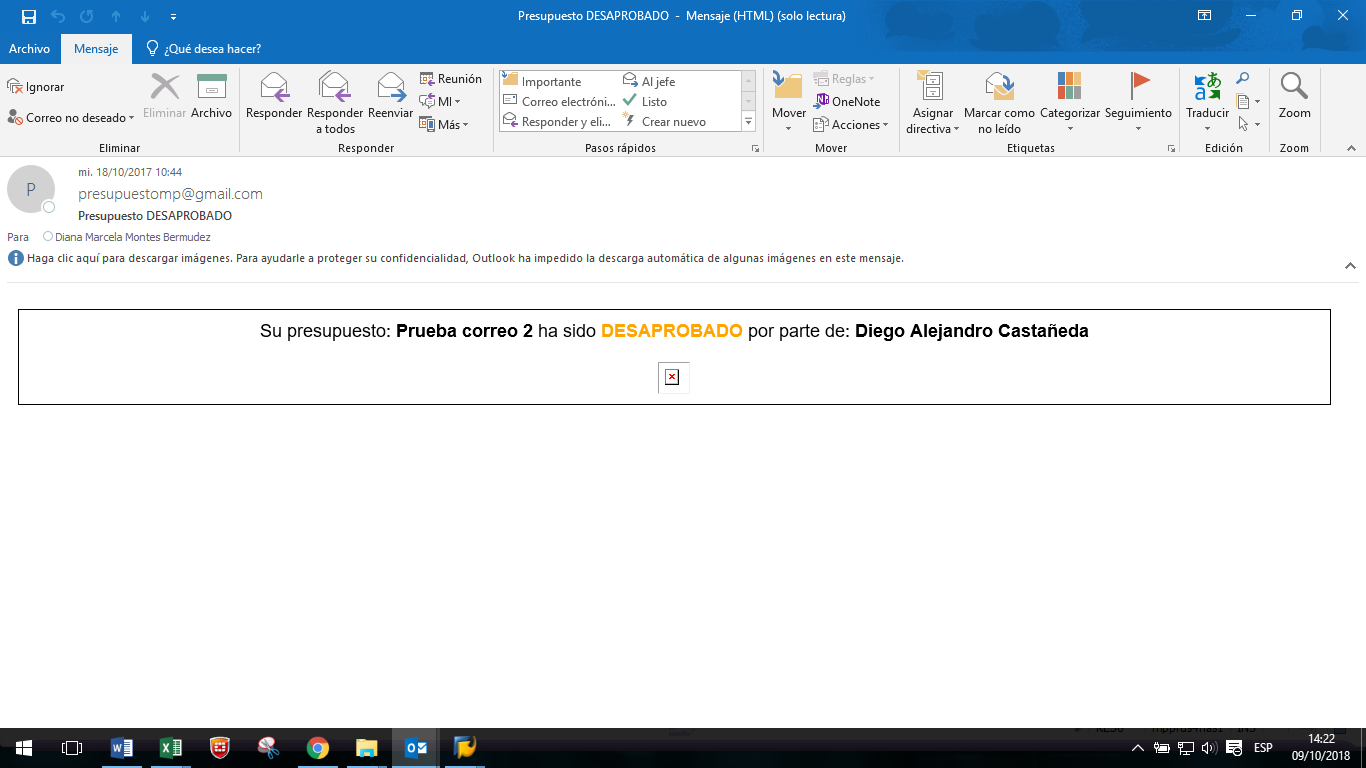 Presupuesto DESAPROBADO - Mensaje (HTML) (solo lectura)
Archivo Mensaje ¿Qué desea hacer?
Ignorar
Correo no deseado
Eliminar
Archivo
Eliminar
Responder
Responder a todos
Reenviar
Reunión
MI
Más
Responder
Importante
Correo electróni...
Responder y eli...
Al jefe
Listo
Crear nuevo
Pasos rápidos
Mover
Reglas
OneNote
Acciones
Mover
Asignar directiva
Marcar como no leído
Categorizar
Seguimiento
Etiquetas
Traducir
Edición
Zoom
Zoom
P
mi. 18/10/2017 10:44
presupuestomp@gmail.com
Presupuesto DESAPROBADO
Para Diana Marcela Montes Bermudez
Haga clic aquí para descargar imágenes. Para ayudarle a proteger su confidencialidad, Outlook ha impedido la descarga automática de algunas imágenes en este mensaje.
Su presupuesto: Prueba correo 2 ha sido DESAPROBADO por parte de: Diego Alejandro Castañeda
ESP
14:22
09/10/2018